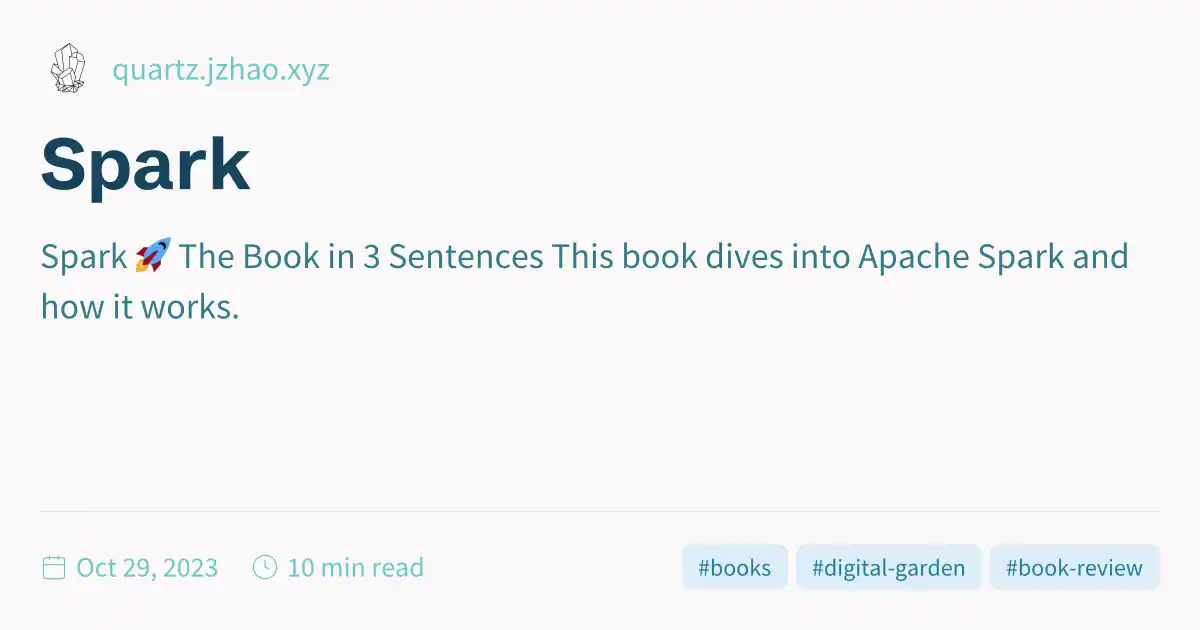 quartz.jzhao.xyz
Spark
Spark 🚀 The Book in 3 Sentences This book dives into Apache Spark and
how it works.
Oct 29, 2023 10 min read #books #digital-garden #book-review